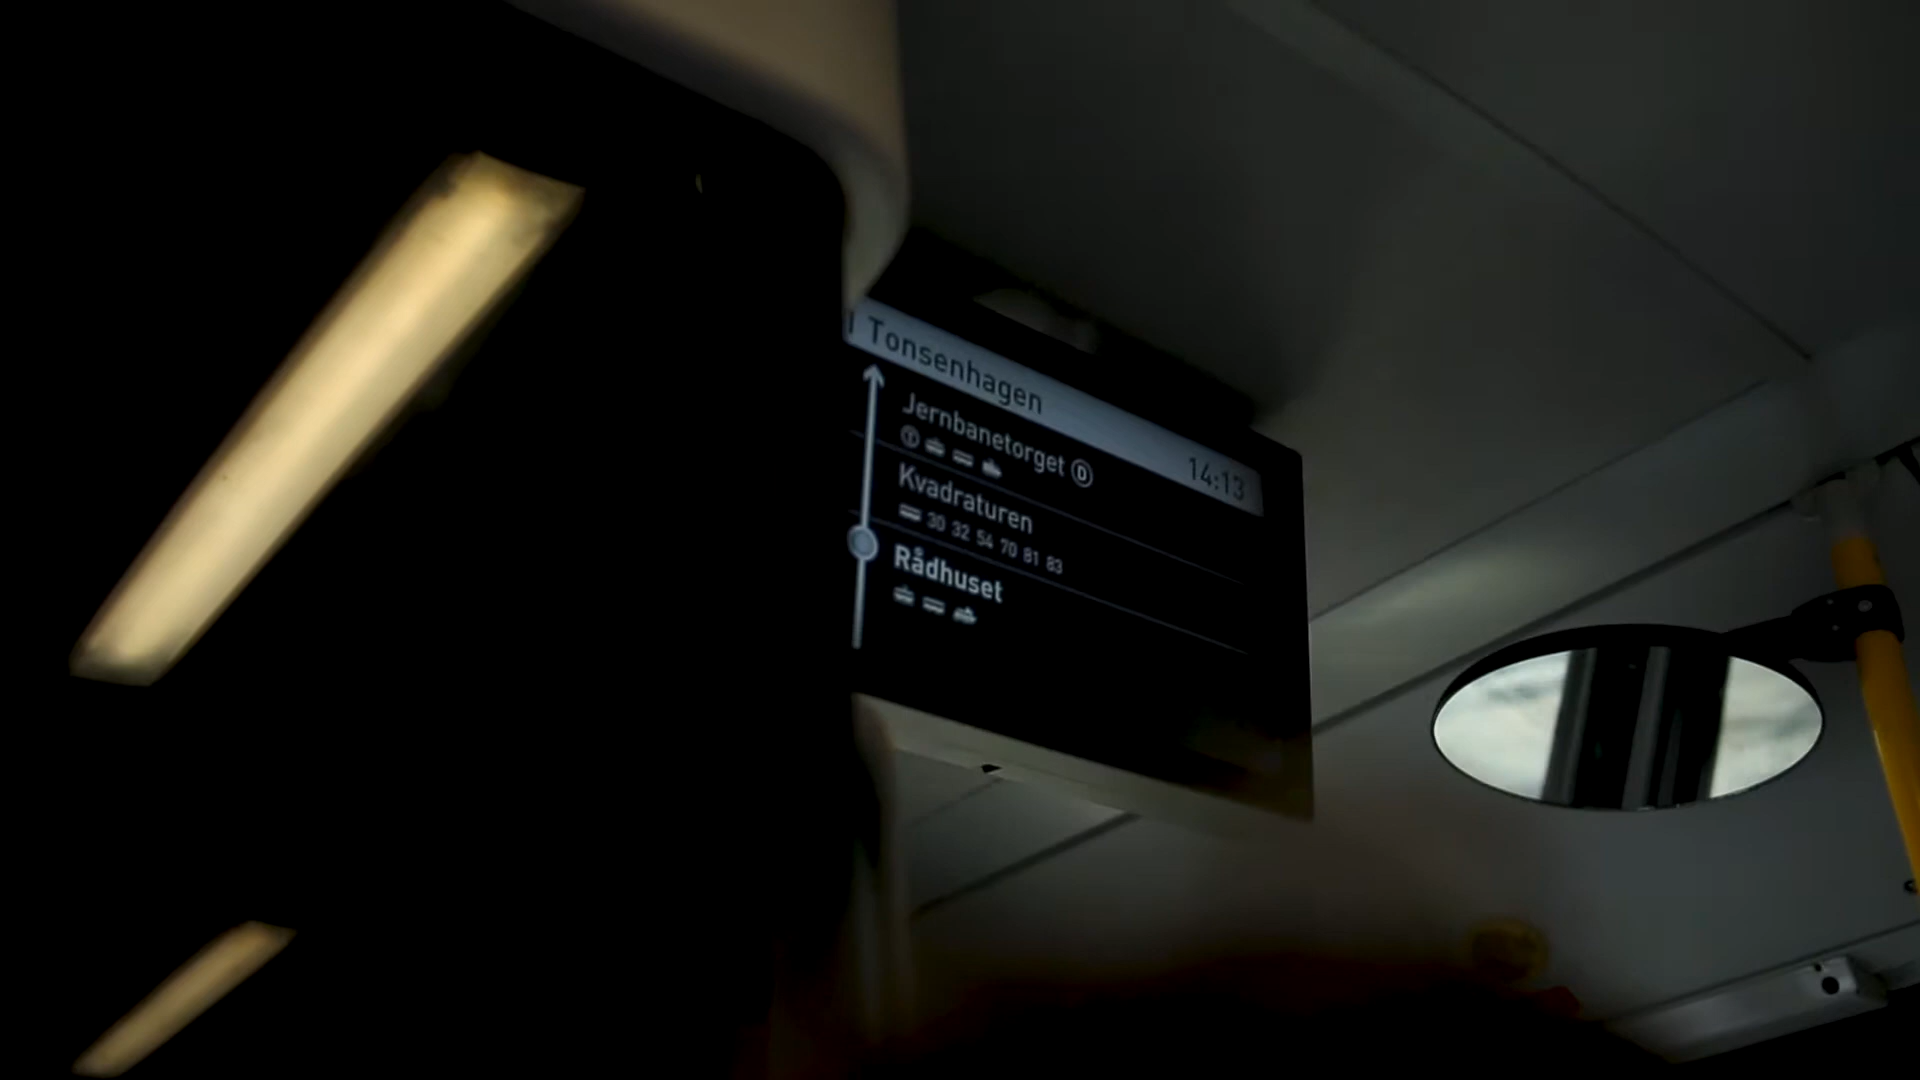 Tonsenhagen
14:13
Jernbanetorget D
T
Kvadraturen
30 32 54 70 81 83
Rådhuset